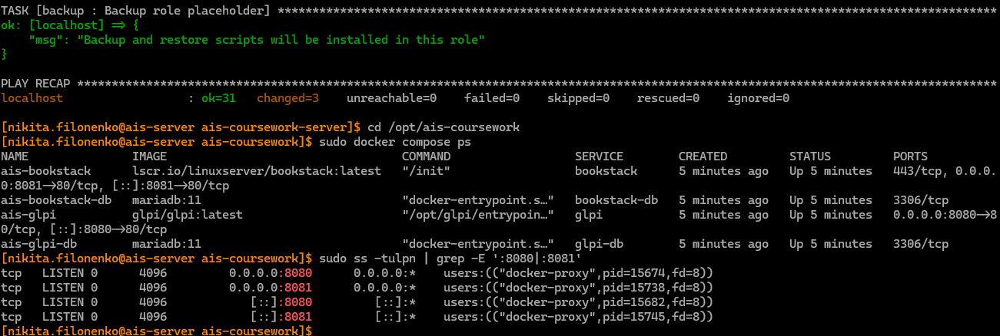 TASK [backup : Backup role placeholder] ********************************************************************************************************
ok: [localhost] => {
    "msg": "Backup and restore scripts will be installed in this role"
}
PLAY RECAP *************************************************************************************************************************************
localhost                  : ok=31   changed=3    unreachable=0    failed=0    skipped=0    rescued=0    ignored=0
[nikita.filonenko@ais-server ais-coursework-server]$ cd /opt/ais-coursework
[nikita.filonenko@ais-server ais-coursework]$ sudo docker compose ps
NAME               IMAGE                                  COMMAND                  SERVICE        CREATED         STATUS         PORTS
ais-bookstack      lscr.io/linuxserver/bookstack:latest   "/init"                  bookstack      5 minutes ago   Up 5 minutes   443/tcp, 0.0.0.
0:8081->80/tcp, [::]:8081->80/tcp
ais-bookstack-db   mariadb:11                             "docker-entrypoint.s…"   bookstack-db   5 minutes ago   Up 5 minutes   3306/tcp
ais-glpi           glpi/glpi:latest                       "/opt/glpi/entrypoin…"   glpi           5 minutes ago   Up 5 minutes   0.0.0.0:8080->8
0/tcp, [::]:8080->80/tcp
ais-glpi-db        mariadb:11                             "docker-entrypoint.s…"   glpi-db        5 minutes ago   Up 5 minutes   3306/tcp
[nikita.filonenko@ais-server ais-coursework]$ sudo ss -tulpn | grep -E ':8080|:8081'
tcp   LISTEN 0      4096         0.0.0.0:8080      0.0.0.0:*    users:(("docker-proxy",pid=15674,fd=8))
tcp   LISTEN 0      4096         0.0.0.0:8081      0.0.0.0:*    users:(("docker-proxy",pid=15738,fd=8))
tcp   LISTEN 0      4096            [::]:8080         [::]:*    users:(("docker-proxy",pid=15682,fd=8))
tcp   LISTEN 0      4096            [::]:8081         [::]:*    users:(("docker-proxy",pid=15745,fd=8))
[nikita.filonenko@ais-server ais-coursework]$